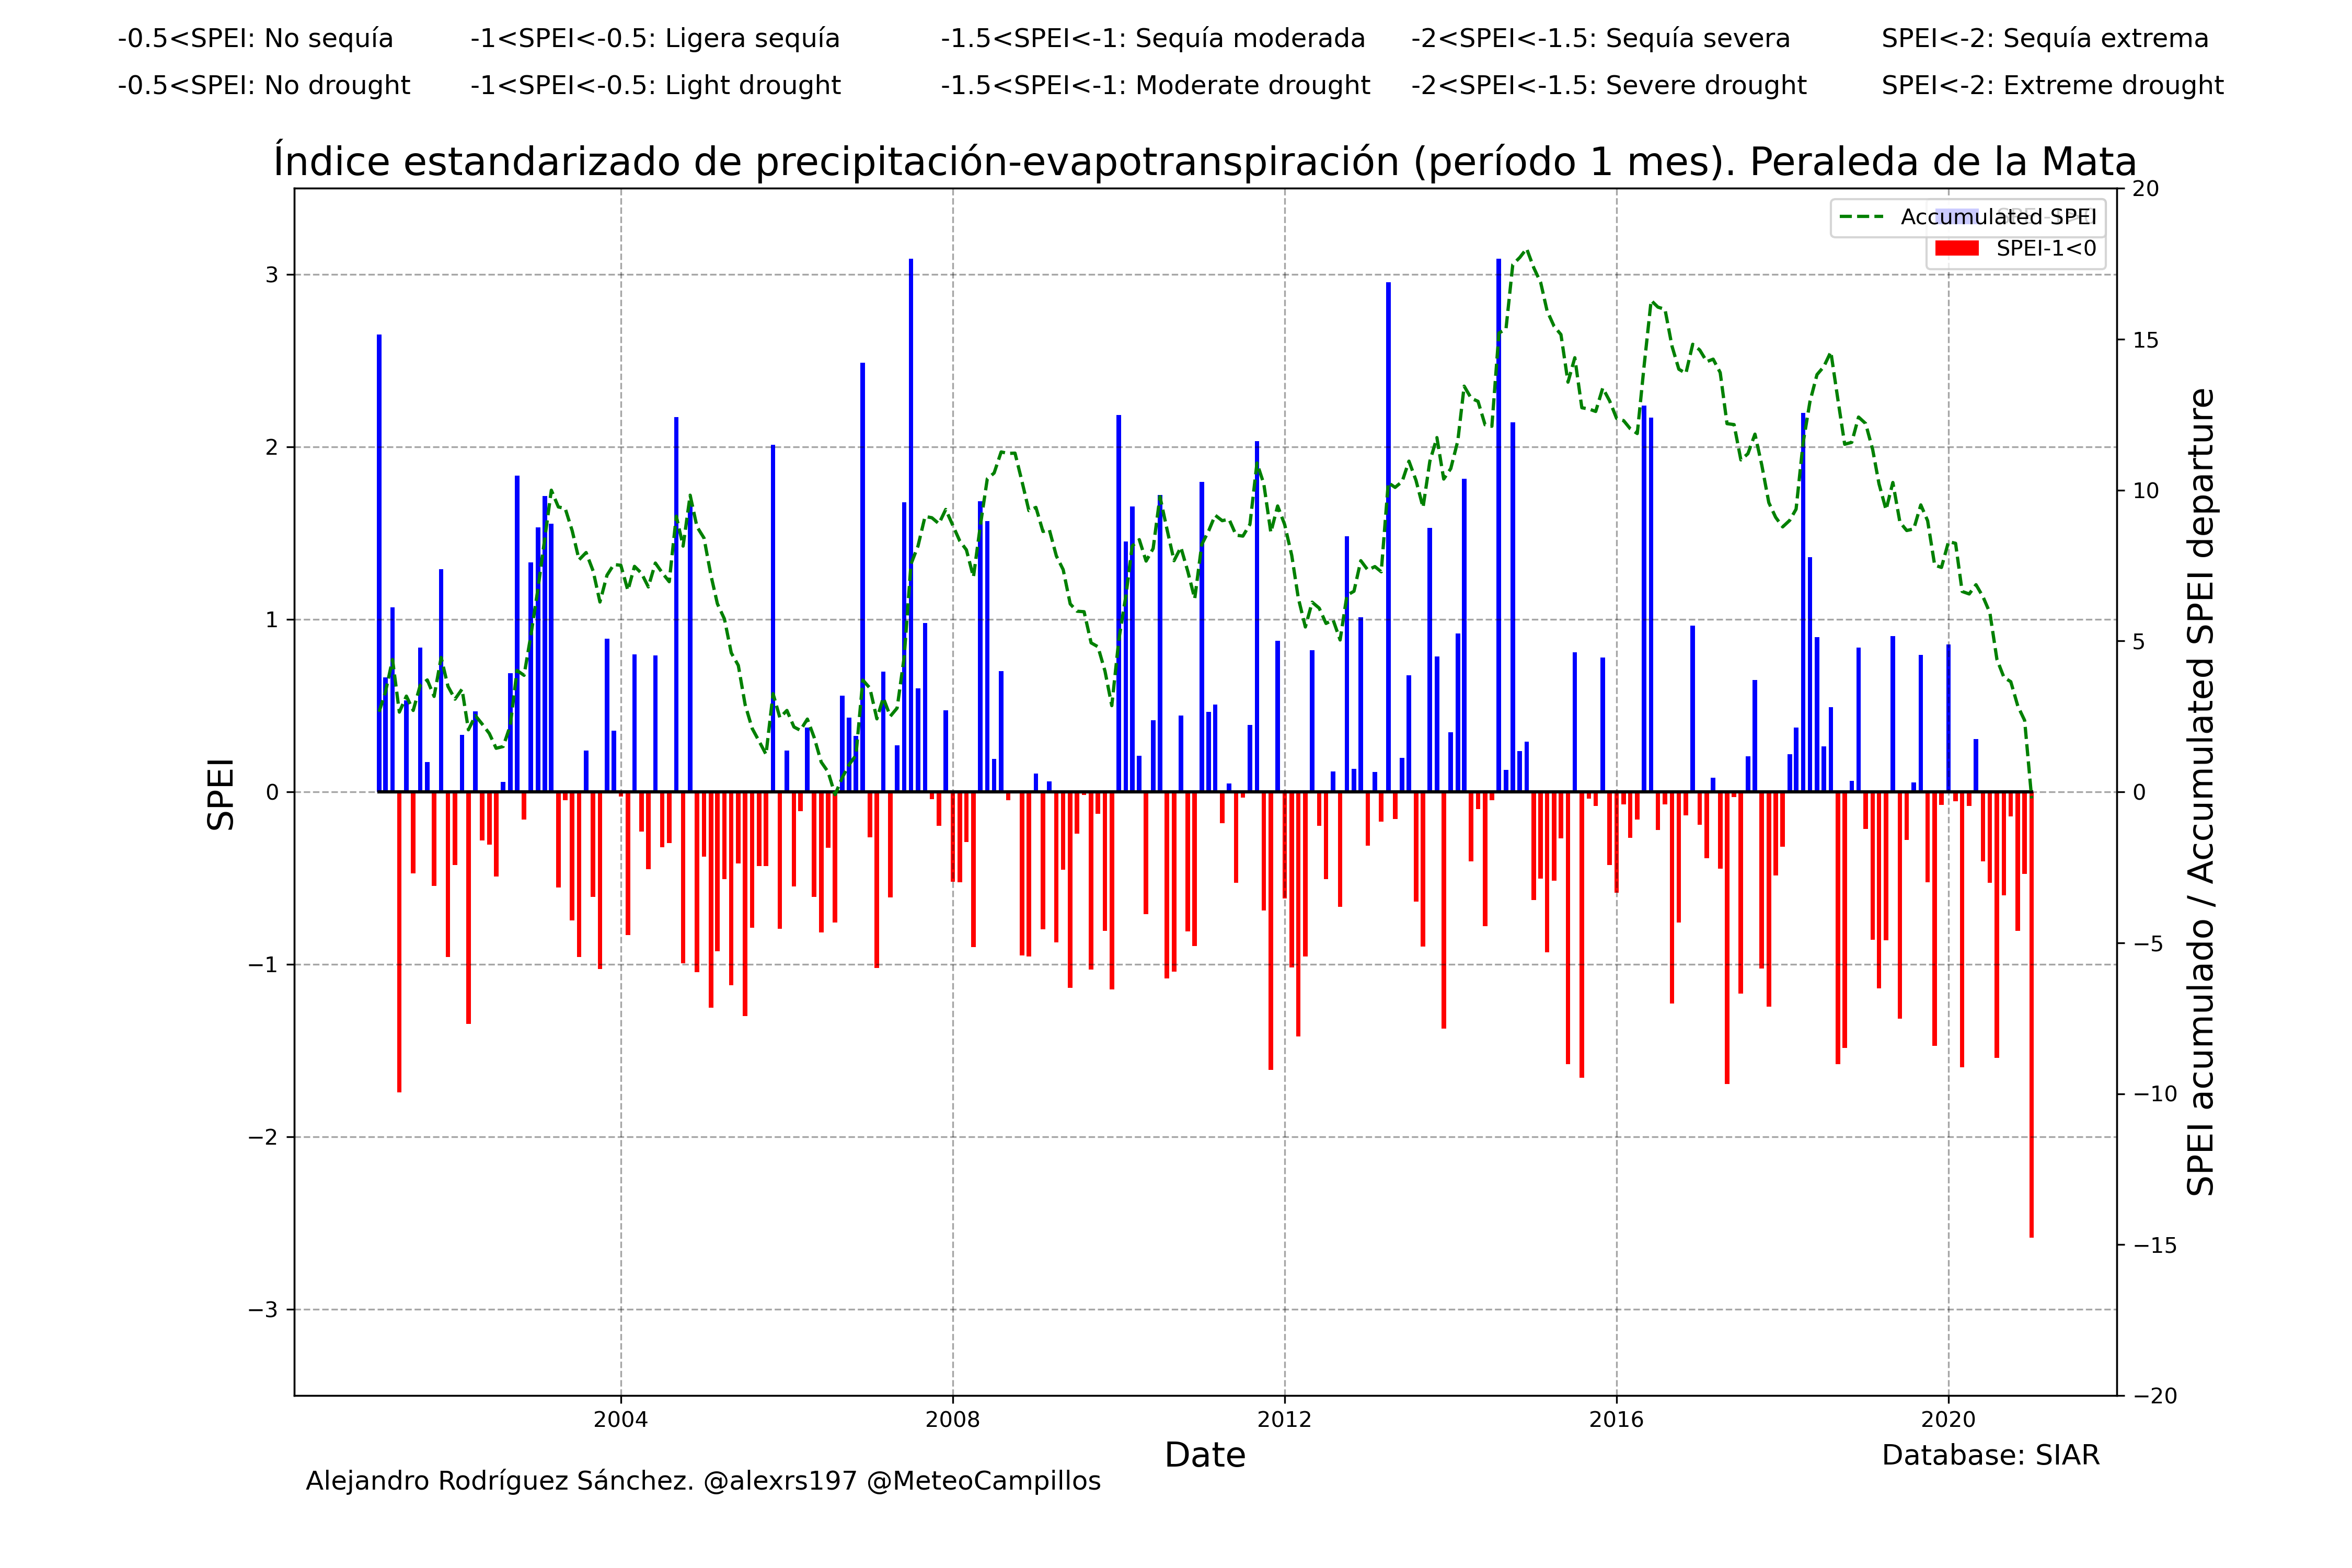 -0.5<SPEI: No sequía -1<SPEI<-0.5: Ligera sequía -1.5<SPEI<-1: Sequía moderada -2<SPEI<-1.5: Sequía severa SPEI<-2: Sequía extrema
-0.5<SPEI: No drought -1<SPEI<-0.5: Light drought -1.5<SPEI<-1: Moderate drought -2<SPEI<-1.5: Severe drought SPEI<-2: Extreme drought
Índice estandarizado de precipitación-evapotranspiración (período 1 mes). Peraleda de la Mata
Accumulated SPEI
SPEI-1<0
SPEI
3
2
1
0
−1
−2
−3
20
15
10
5
0
−5
−10
−15
−20
SPEI acumulado / Accumulated SPEI departure
2004 2008 2012 2016 2020
Date
Database: SIAR
Alejandro Rodríguez Sánchez. @alexrs197 @MeteoCampillos